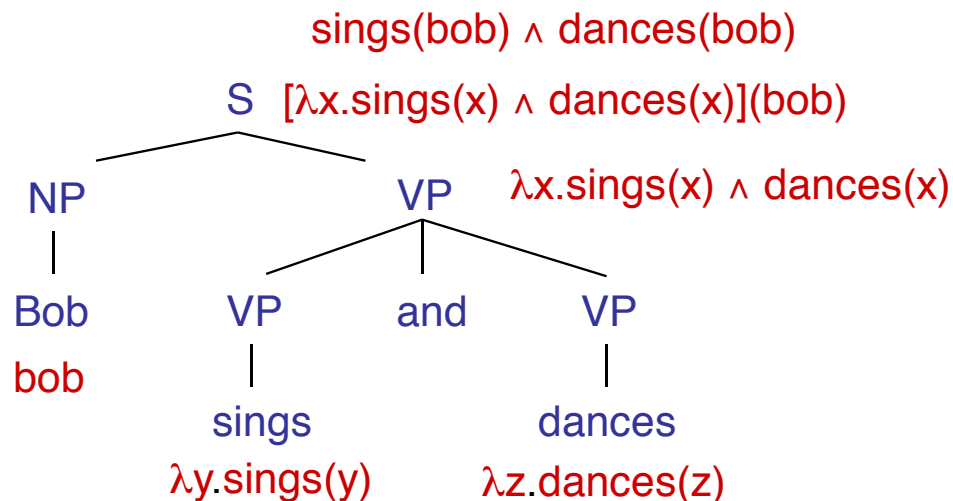 sings(bob) ∧ dances(bob)
S [λx.sings(x) ∧ dances(x)](bob)
NP VP λx.sings(x) ∧ dances(x)
Bob VP and VP
bob
sings dances
λy.sings(y) λz.dances(z)